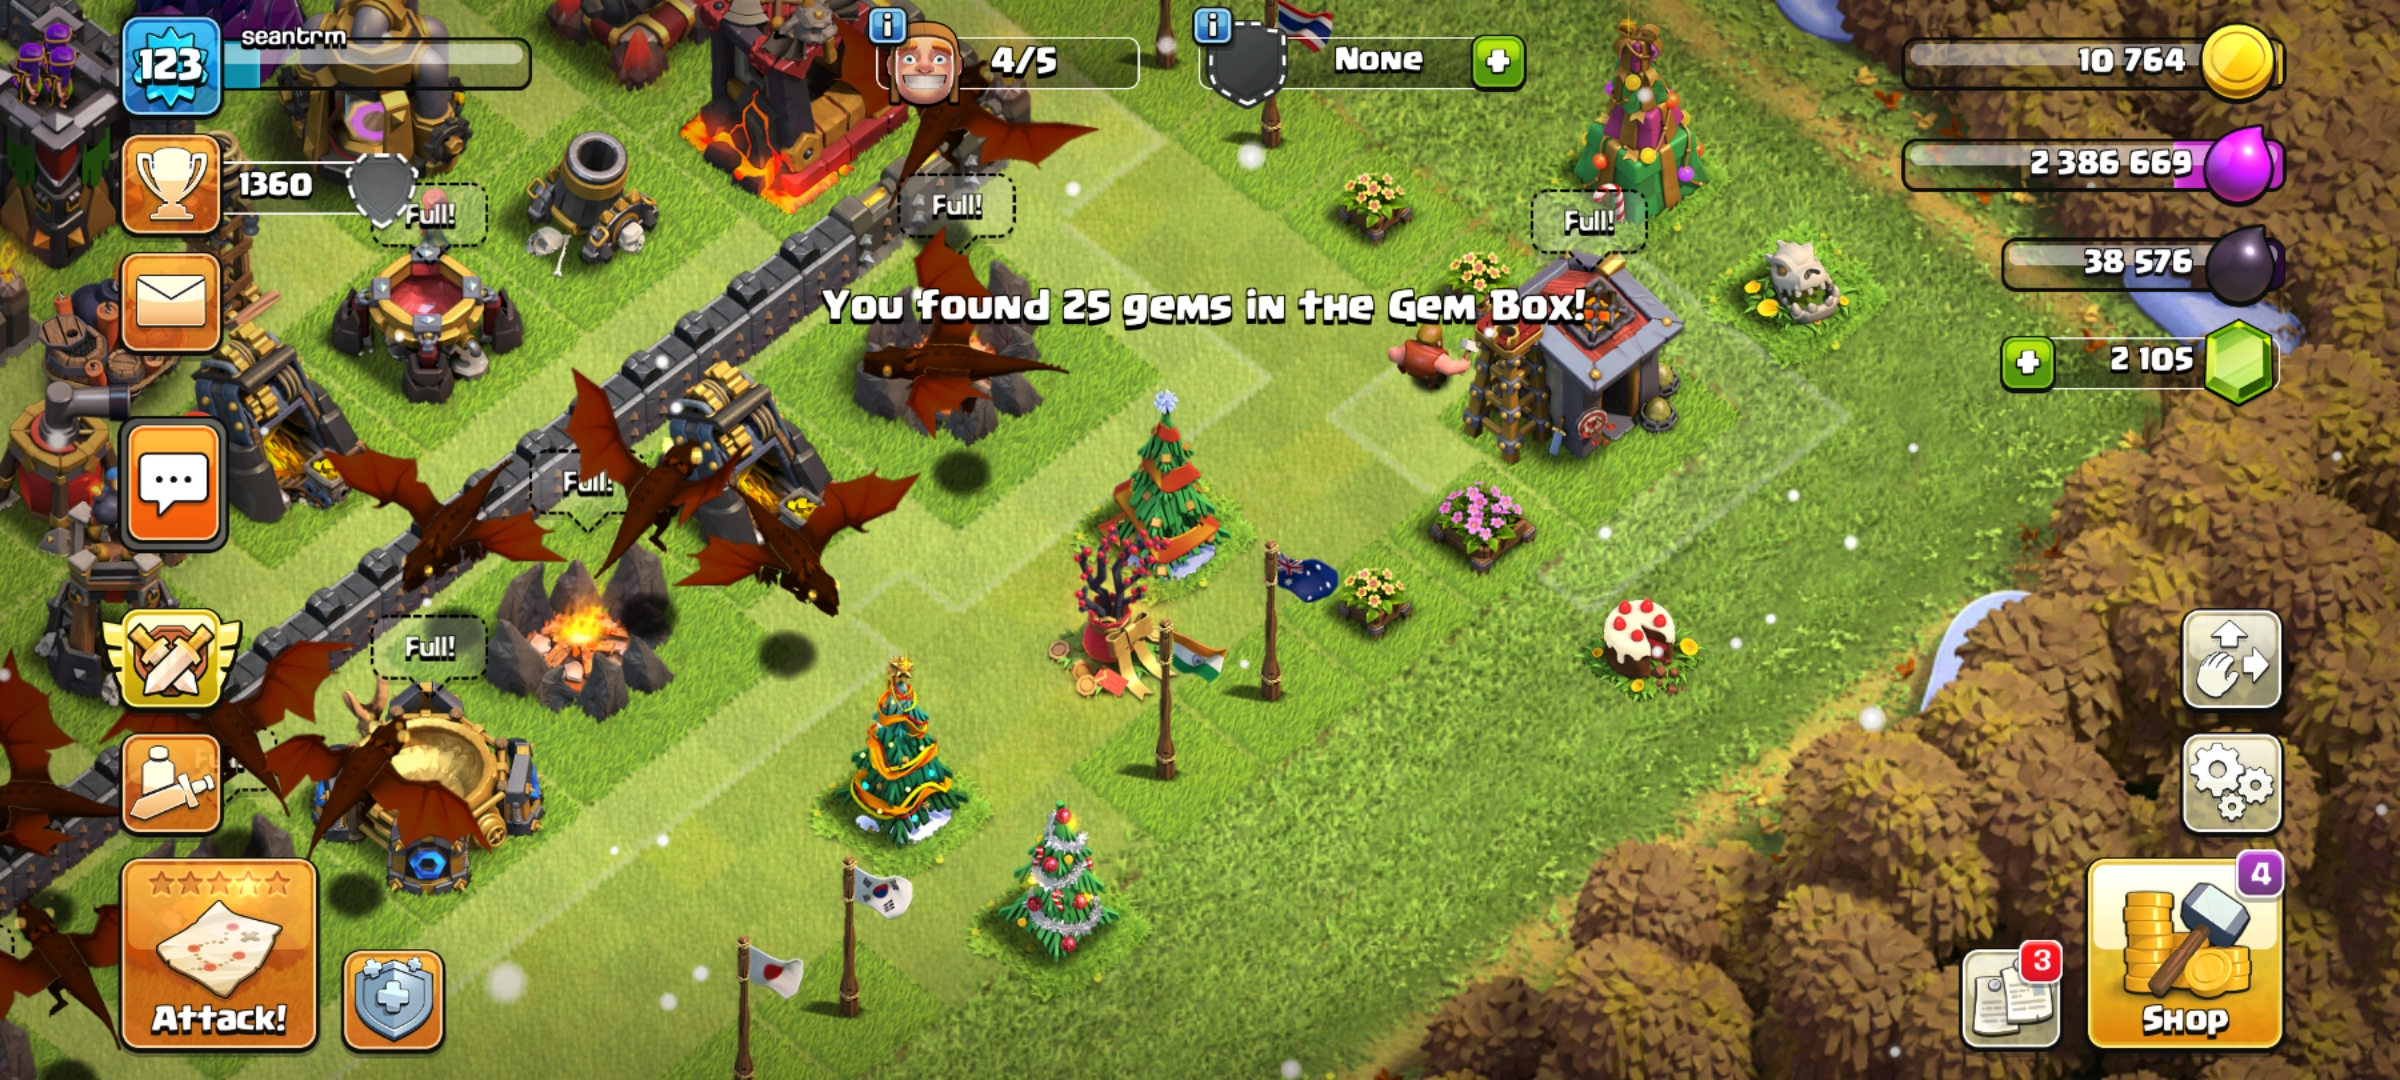 seantrm
123
4/5
None
10 764
1360
2 386 669
Full!
Full!
Full!
38 576
You found 25 gems in the Gem Box!
2 105
Full!
Full!
4
3
Attack!
Shop